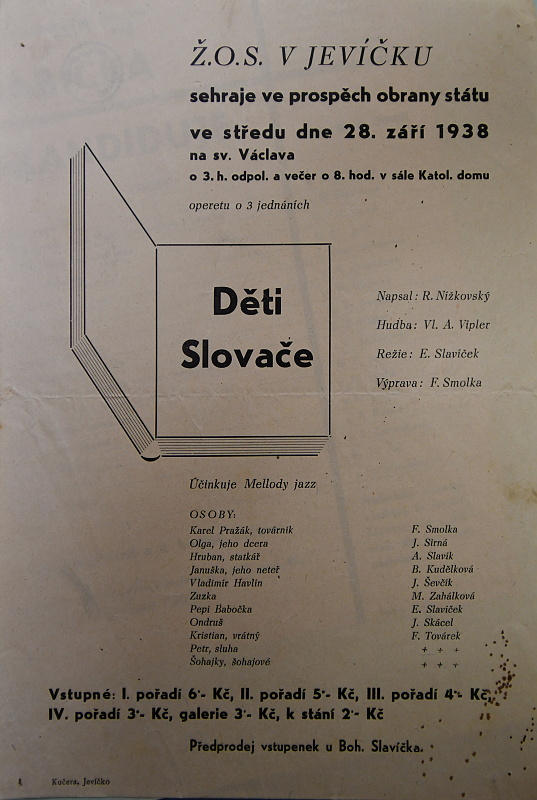 Ž.O.S. V JEVÍČKU
sehraje ve prospěch obrany státu
ve středu dne 28. září 1938
na sv. Václava
o 3. h. odpol. a večer o 8. hod. v sále Katol. domu
operetu o 3 jednáních
Děti
Slovače
Napsal: R. Nížkovský
Hudba: Vl. A. Vipler
Režie: E. Slavíček
Výprava: F. Smolka
Účinkuje Mellody jazz
OSOBY:
Karel Pražák, továrník F. Smolka
Olga, jeho dcera J. Sirná
Hruban, statkář A. Slavík
Januška, jeho neteř B. Kudělková
Vladimír Havlin J. Ševčík
Zuzka M. Zahálková
Pepi Babočka E. Slavíček
Ondruš J. Skácel
Kristian, vrátný F. Továrek
Petr, sluha + + +
Šohajky, šohajové + + +
Vstupné: I. pořadí 6·- Kč, II. pořadí 5·- Kč, III. pořadí 4·- Kč,
IV. pořadí 3·- Kč, galerie 3·- Kč, k stání 2·- Kč
Předprodej vstupenek u Boh. Slavíčka.
Kučera, Jevíčko